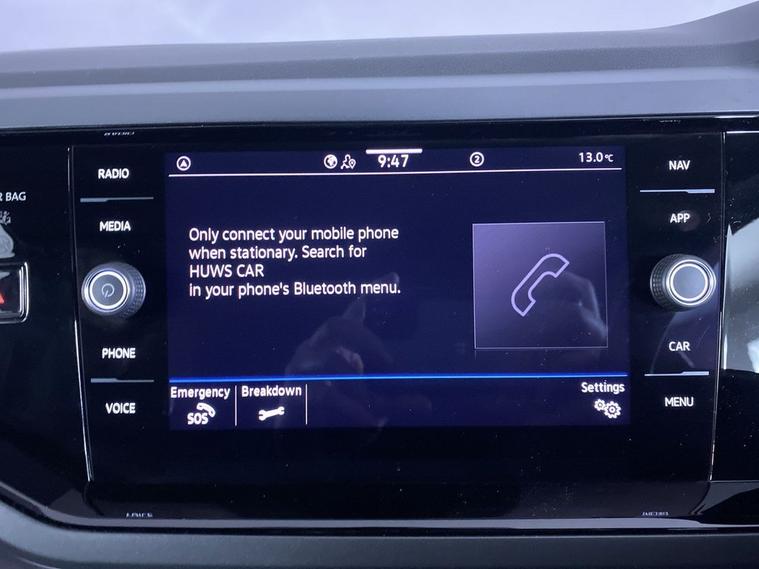 RADIO
MEDIA
PHONE
VOICE
BAG
9:47
2
13.0°C
Only connect your mobile phone
when stationary. Search for
HUWS CAR
in your phone's Bluetooth menu.
Emergency
SOS
Breakdown
Settings
NAV
APP
CAR
MENU